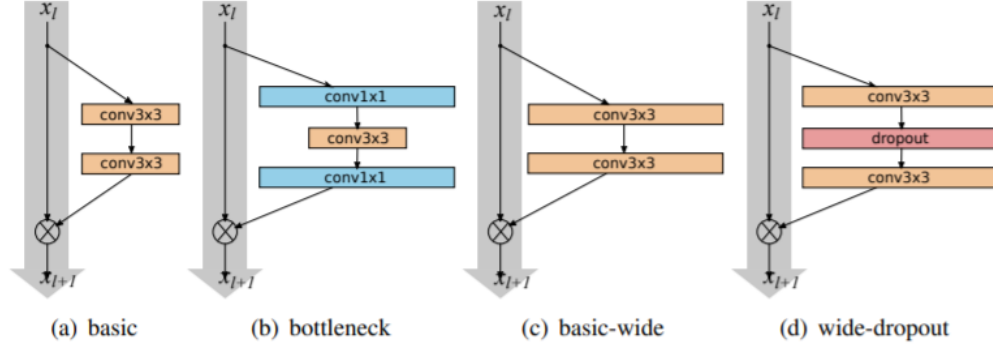 x_l x_l x_l x_l
conv3x3
conv3x3
x_{l+1}
conv1x1
conv3x3
conv1x1
x_{l+1}
conv3x3
conv3x3
x_{l+1}
conv3x3
dropout
conv3x3
x_{l+1}
(a) basic (b) bottleneck (c) basic-wide (d) wide-dropout